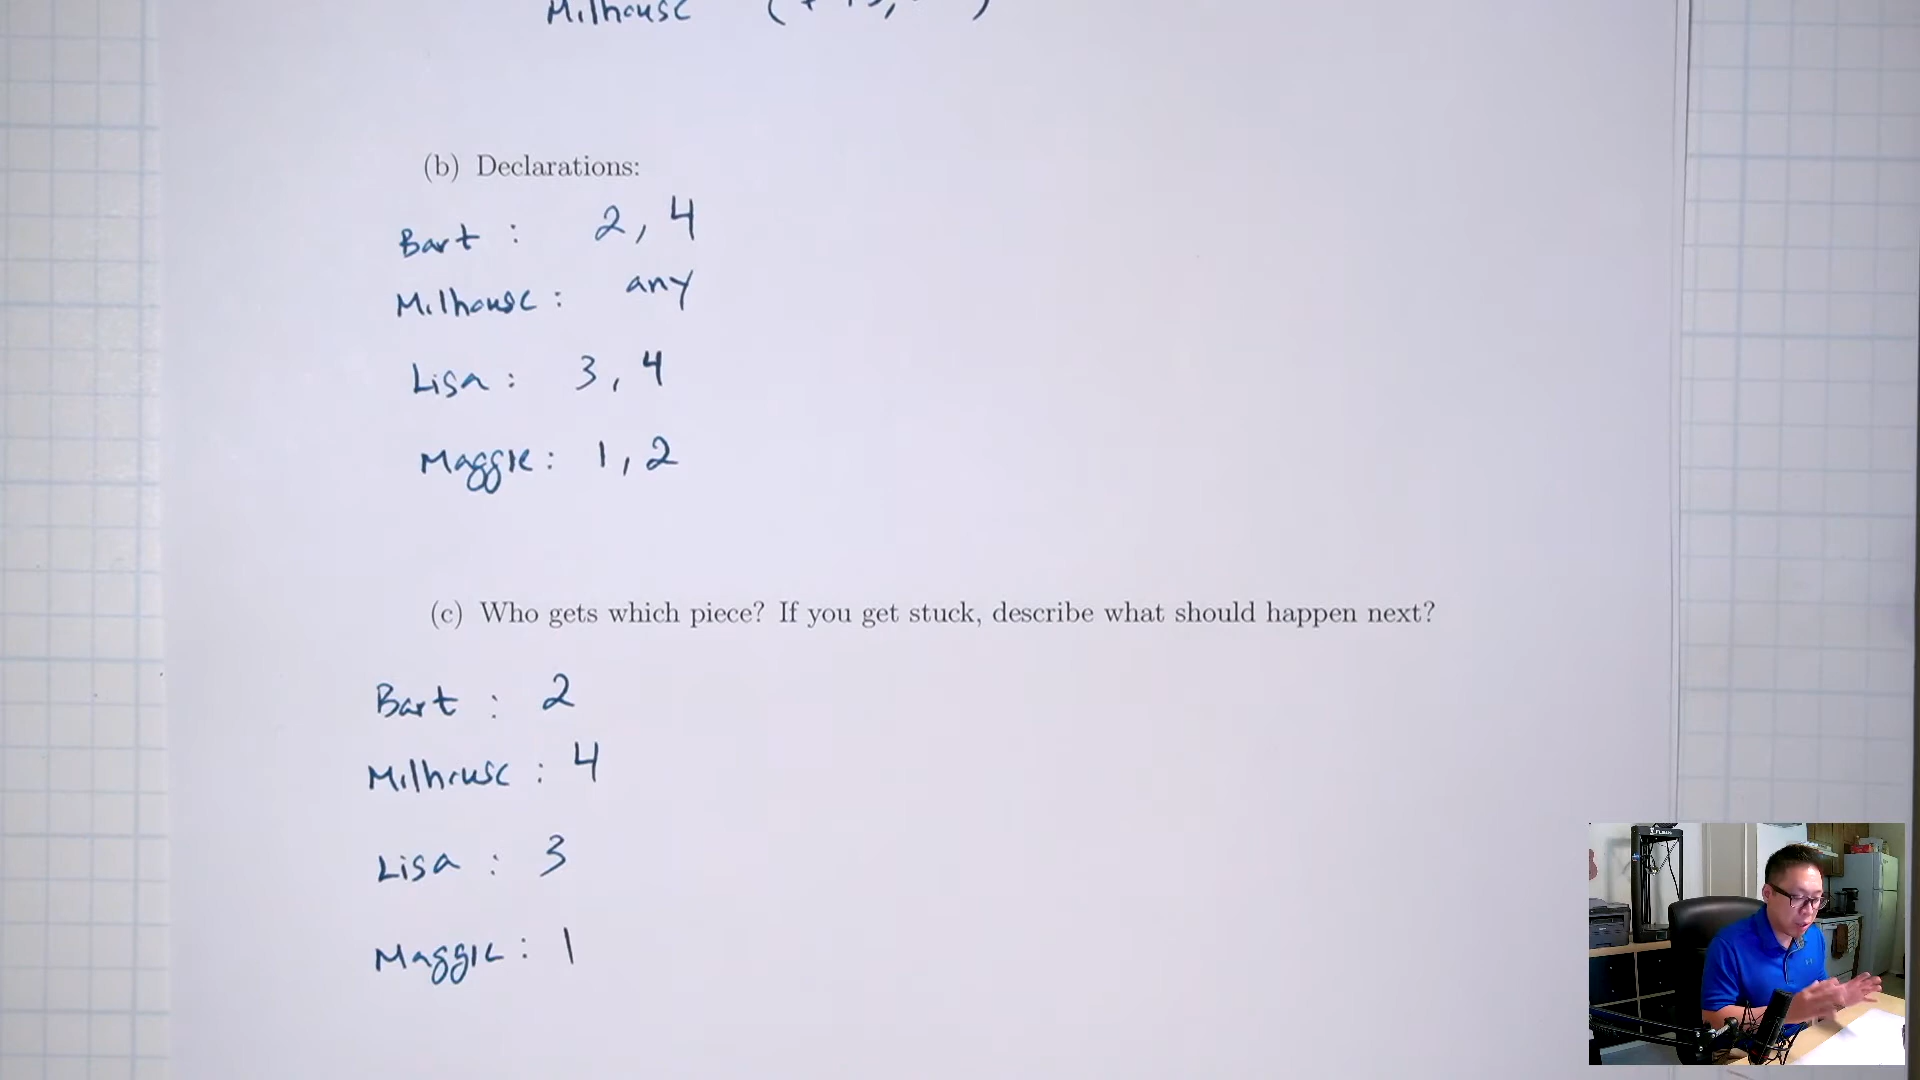 Milhouse
(b) Declarations:
Bart : 2, 4
Milhouse : any
Lisa : 3, 4
Maggie : 1, 2
(c) Who gets which piece? If you get stuck, describe what should happen next?
Bart : 2
Milhouse : 4
Lisa : 3
Maggie : 1